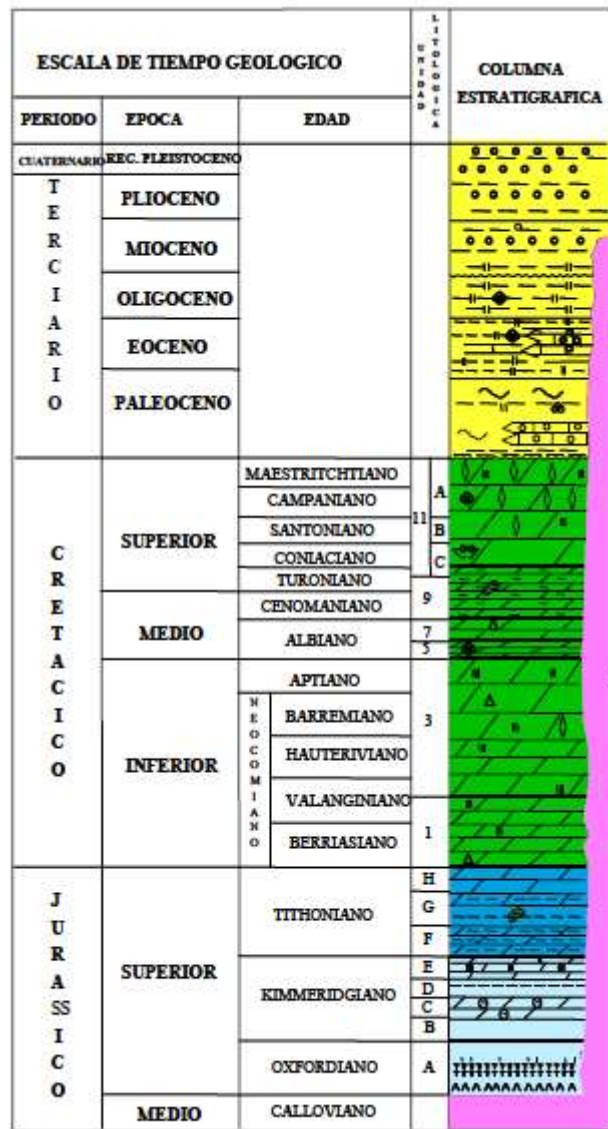 ESCALA DE TIEMPO GEOLOGICO
UNIDAD
LITOLOGICA
COLUMNA
ESTRATIGRAFICA
PERIODO EPOCA EDAD
CUATERNARIO REC. PLEISTOCENO
TERCIARIO
PLIOCENO
MIOCENO
OLIGOCENO
EOCENO
PALEOCENO
CRETACICO
SUPERIOR
MAESTRITCHTIANO
CAMPANIANO
SANTONIANO
CONIACIANO
TURONIANO
11
A
B
C
MEDIO
CENOMANIANO
9
ALBIANO
7
5
INFERIOR
APTIANO
NEOCOMIANO
BARREMIANO
3
HAUTERIVIANO
VALANGINIANO
BERRIASIANO
1
JURASSICO
SUPERIOR
TITHONIANO
H
G
F
KIMMERIDGIANO
E
D
C
B
OXFORDIANO
A
MEDIO
CALLOVIANO